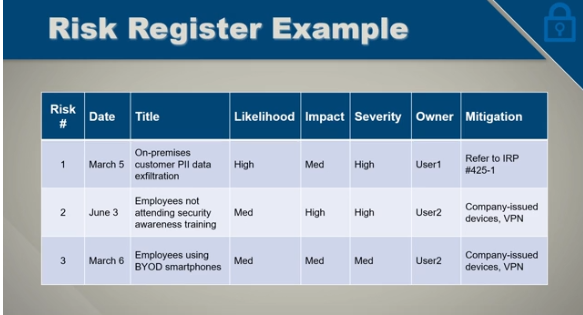 Risk Register Example
Risk # Date Title Likelihood Impact Severity Owner Mitigation
1 March 5 On-premises customer PII data exfiltration High Med High User1 Refer to IRP #425-1
2 June 3 Employees not attending security awareness training Med High High User2 Company-issued devices, VPN
3 March 6 Employees using BYOD smartphones Med Med Med User2 Company-issued devices, VPN